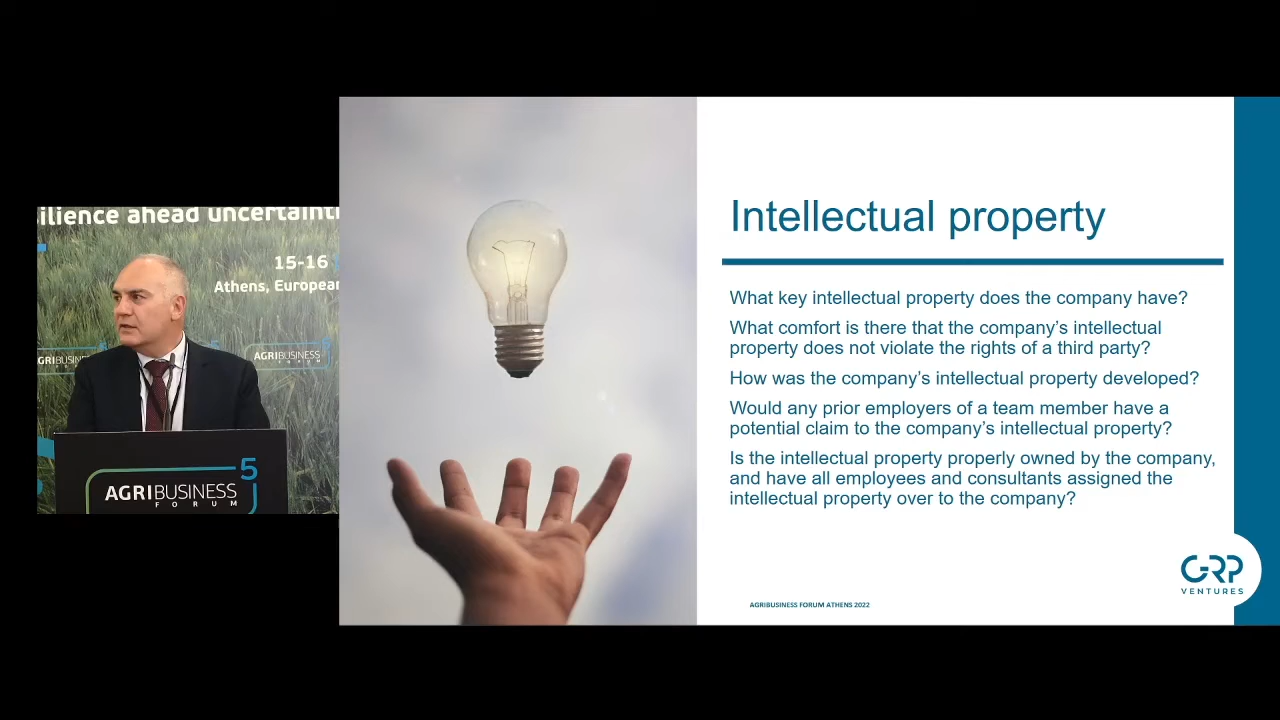 ilience ahead uncertainti
15-16
Athens, European
AGRIBUSINESS
FORUM
5
AGRIBUSINESS
FORUM
5
AGRIBUSINESS
FORUM
Intellectual property
What key intellectual property does the company have?
What comfort is there that the company’s intellectual
property does not violate the rights of a third party?
How was the company’s intellectual property developed?
Would any prior employers of a team member have a
potential claim to the company’s intellectual property?
Is the intellectual property properly owned by the company,
and have all employees and consultants assigned the
intellectual property over to the company?
GRP
VENTURES
AGRIBUSINESS FORUM ATHENS 2022